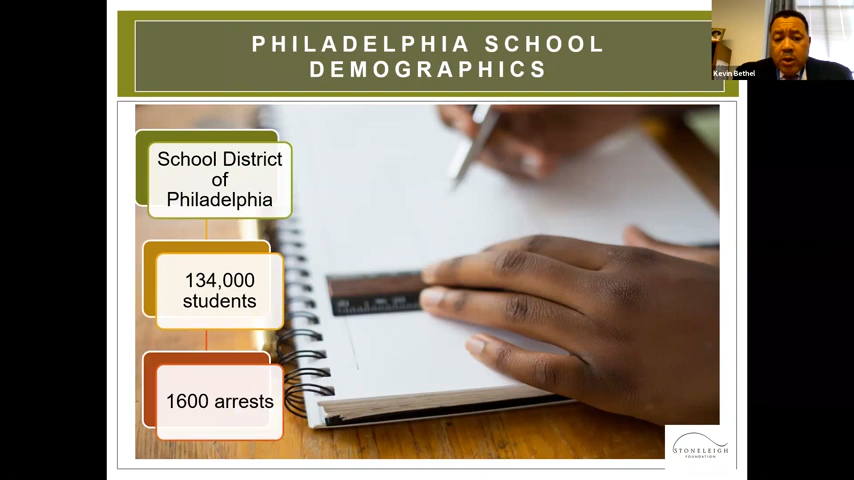 PHILADELPHIA SCHOOL
DEMOGRAPHICS
Kevin Bethel
School District
of
Philadelphia
134,000
students
1600 arrests
STONELEIGH
FOUNDATION